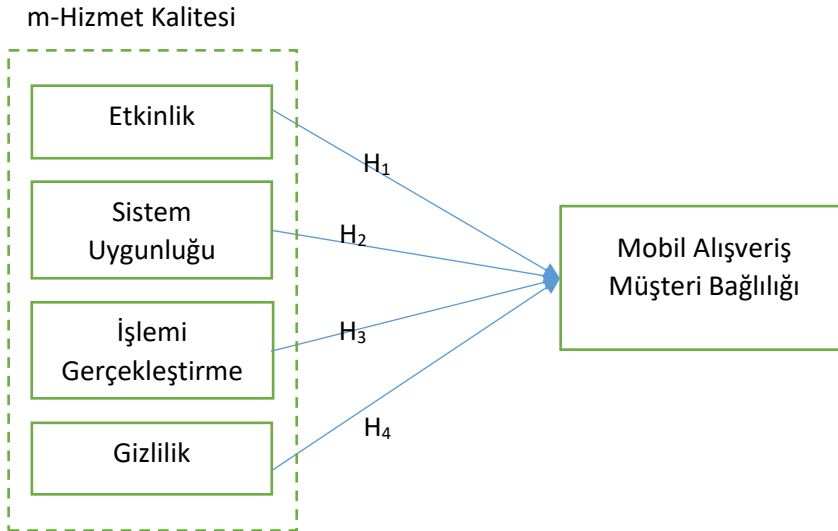 m-Hizmet Kalitesi
Etkinlik
Sistem
Uygunluğu
İşlemi
Gerçekleştirme
Gizlilik
H₁
H₂
H₃
H₄
Mobil Alışveriş
Müşteri Bağlılığı